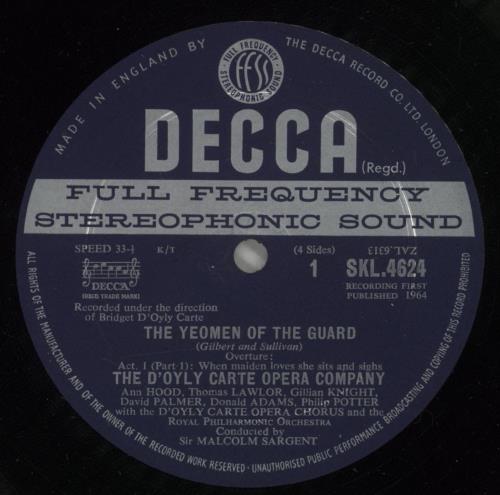 MADE IN ENGLAND BY
FULL FREQUENCY
FFSS
STEREOPHONIC SOUND
THE DECCA RECORD CO. LTD. LONDON
DECCA (Regd.)
FULL FREQUENCY
STEREOPHONIC SOUND
SPEED 33⅓
K/T
(4 Sides)
ZAL.6313
DECCA
(REGD TRADE MARK)
1
SKL.4624
RECORDING FIRST
PUBLISHED 1964
Recorded under the direction
of Bridget D'Oyly Carte
THE YEOMEN OF THE GUARD
(Gilbert and Sullivan)
Overture:
Act. 1 (Part 1): When maiden loves she sits and sighs
THE D'OYLY CARTE OPERA COMPANY
Ann HOOD, Thomas LAWLOR, Gillian KNIGHT,
David PALMER, Donald ADAMS, Philip POTTER
with the D'OYLY CARTE OPERA CHORUS and the
ROYAL PHILHARMONIC ORCHESTRA
Conducted by
Sir MALCOLM SARGENT
ALL RIGHTS OF THE MANUFACTURER AND OF THE OWNER OF THE RECORDED WORK RESERVED · UNAUTHORISED PUBLIC PERFORMANCE BROADCASTING AND COPYING OF THIS RECORD PROHIBITED